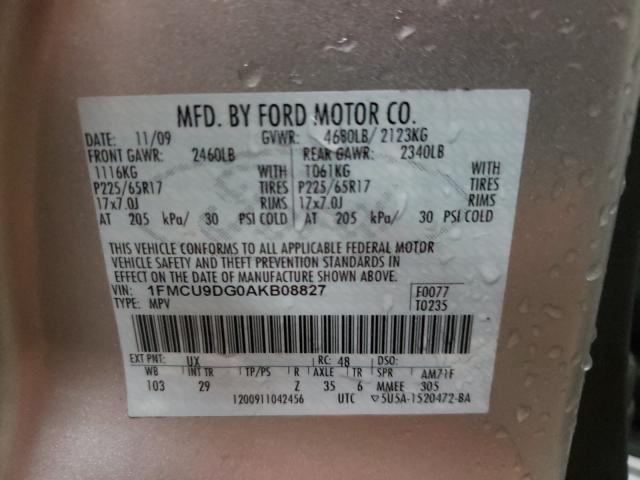 MFD. BY FORD MOTOR CO.
DATE: 11/09 GVWR: 4680LB/ 2123KG
FRONT GAWR: 2460LB REAR GAWR: 2340LB
1116KG WITH 1061KG WITH
P225/65R17 TIRES P225/65R17 TIRES
17x7.0J RIMS 17x7.0J RIMS
AT 205 kPa/ 30 PSI COLD AT 205 kPa/ 30 PSI COLD
THIS VEHICLE CONFORMS TO ALL APPLICABLE FEDERAL MOTOR
VEHICLE SAFETY AND THEFT PREVENTION STANDARDS IN
EFFECT ON THE DATE OF MANUFACTURE SHOWN ABOVE.
VIN: 1FMCU9DG0AKB08827 F0077
TYPE: MPV T0235
EXT PNT: UX RC: 48 DSO:
WB INT TR TP/PS R AXLE TR SPR AM71F
103 29 Z 35 6 MMEE 305
1200911042456 UTC ▽5U5A-1520472-BA